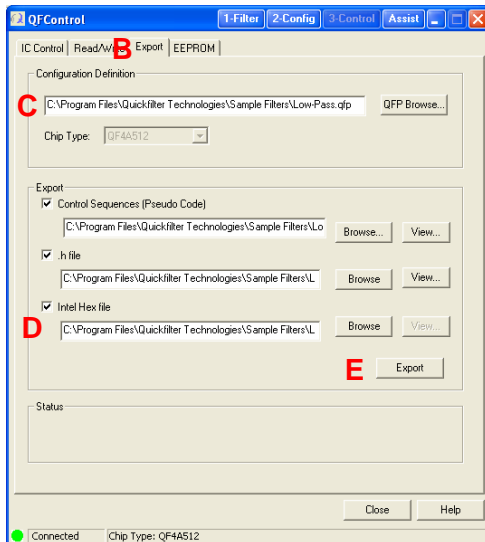 QFControl 1-Filter 2-Config 3-Control Assist
IC Control Read/Write B Export EEPROM
Configuration Definition
C C:\Program Files\Quickfilter Technologies\Sample Filters\Low-Pass.qfp QFP Browse...
Chip Type: QF4A512
Export
Control Sequences (Pseudo Code)
C:\Program Files\Quickfilter Technologies\Sample Filters\Lo Browse... View...
.h file
C:\Program Files\Quickfilter Technologies\Sample Filters\L Browse View...
Intel Hex file
D C:\Program Files\Quickfilter Technologies\Sample Filters\L Browse View...
E Export
Status
Close Help
Connected Chip Type: QF4A512